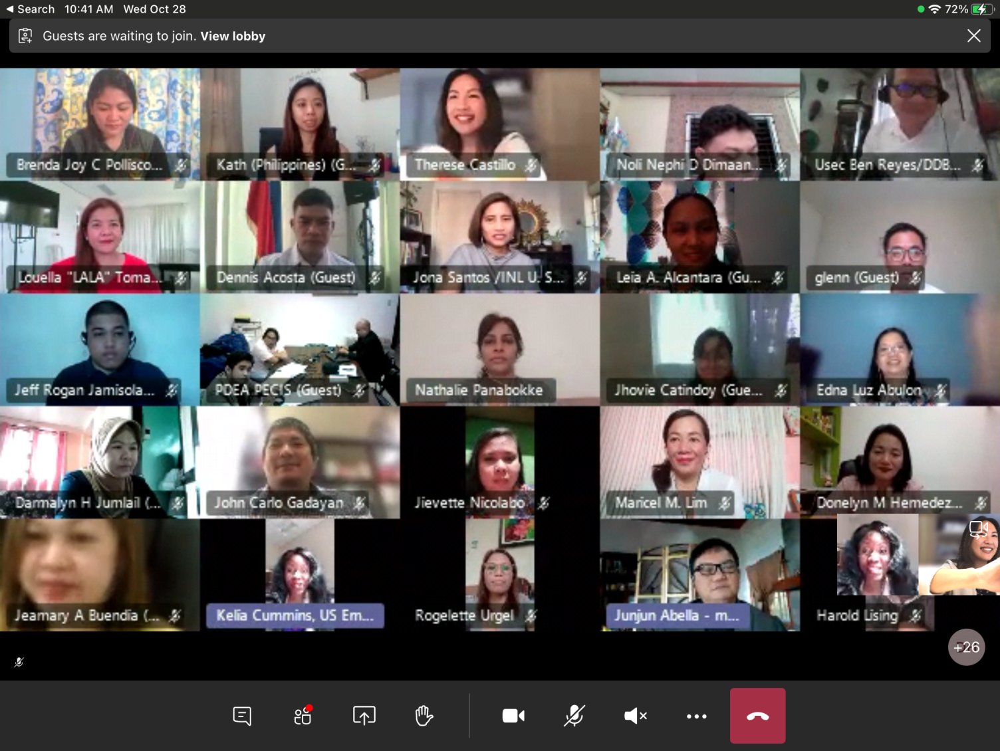 Search 10:41 AM Wed Oct 28 72%
Guests are waiting to join. View lobby
Brenda Joy C Pollisco...
Kath (Philippines) (G...
Therese Castillo
Noli Nephi D Dimaan...
Usec Ben Reyes/DDB...
Louella "LALA" Toma...
Dennis Acosta (Guest)
Jona Santos /INL U. S...
Leia A. Alcantara (Gu...
glenn (Guest)
Jeff Rogan Jamisola...
PDEA PECIS (Guest)
Nathalie Panabokke
Jhovie Catindoy (Gue...
Edna Luz Abulon
Darmalyn H Jumlail (...
John Carlo Gadayan
Jievette Nicolabo
Maricel M. Lim
Donelyn M Hemedez...
Jeamary A Buendia (...
Kelia Cummins, US Em...
Rogelette Urgel
Junjun Abella - m...
Harold Lising
+26